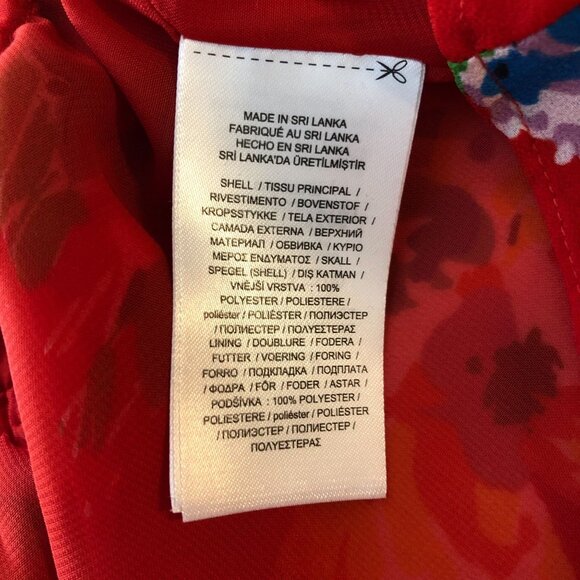 MADE IN SRI LANKA
FABRIQUÉ AU SRI LANKA
HECHO EN SRI LANKA
SRİ LANKA'DA ÜRETİLMİŞTİR
SHELL / TISSU PRINCIPAL /
RIVESTIMENTO / BOVENSTOF /
KROPSSTYKKE / TELA EXTERIOR /
CAMADA EXTERNA / ВЕРХНИЙ
МАТЕРИАЛ / ОБВИВКА / ΚΥΡΙΟ
ΜΕΡΟΣ ΕΝΔΥΜΑΤΟΣ / SKALL /
SPEGEL (SHELL) / DIŞ KATMAN /
VNĚJŠÍ VRSTVA : 100%
POLYESTER / POLIESTERE /
poliéster / POLIÉSTER / ПОЛИЭСТЕР
/ ПОЛИЕСТЕР / ΠΟΛΥΕΣΤΕΡΑΣ
LINING / DOUBLURE / FODERA /
FUTTER / VOERING / FORING /
FORRO / ПОДКЛАДКА / ПОДПЛАТА
/ ΦΟΔΡΑ / FÔR / FODER / ASTAR /
PODŠÍVKA : 100% POLYESTER /
POLIESTERE / poliéster / POLIÉSTER
/ ПОЛИЭСТЕР / ПОЛИЕСТЕР /
ΠΟΛΥΕΣΤΕΡΑΣ